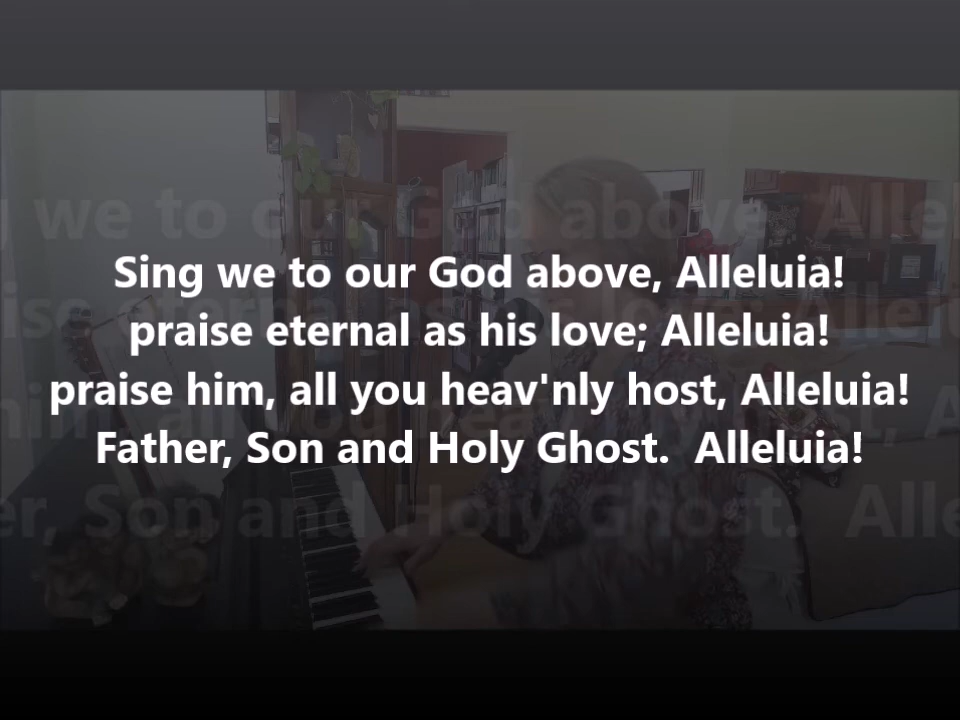 Sing we to our God above, Alleluia!
praise eternal as his love; Alleluia!
praise him, all you heav'nly host, Alleluia!
Father, Son and Holy Ghost.  Alleluia!